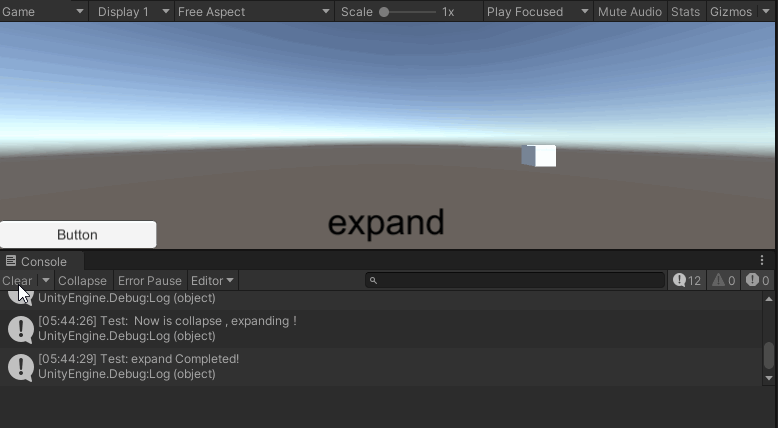 Game Display 1 Free Aspect Scale 1x Play Focused Mute Audio Stats Gizmos
expand
Button
Console
Clear Collapse Error Pause Editor 12 0 0
UnityEngine.Debug:Log (object)
[05:44:26] Test:  Now is collapse , expanding !
UnityEngine.Debug:Log (object)
[05:44:29] Test: expand Completed!
UnityEngine.Debug:Log (object)